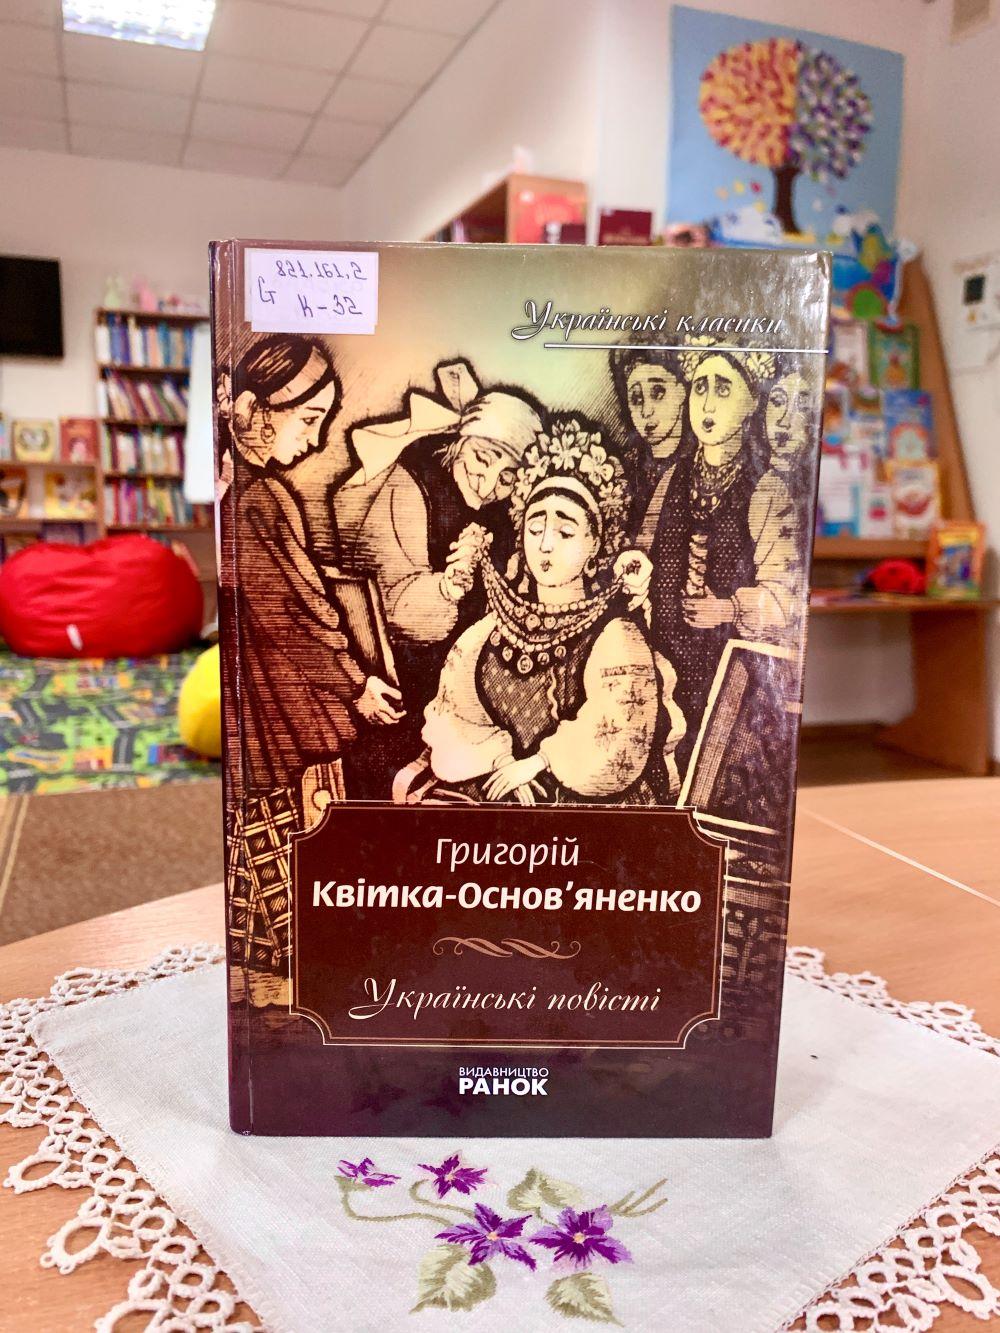 821.161.2
G К-32
Українські класики
Григорій
Квітка-Основ'яненко
Українські повісті
ВИДАВНИЦТВО
РАНОК